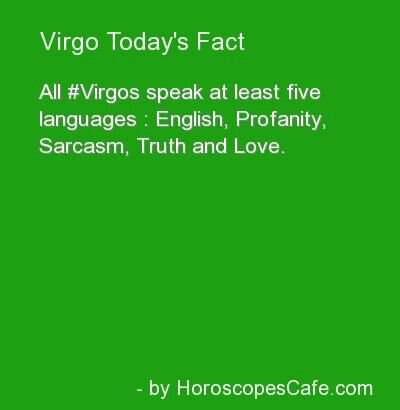 Virgo Today's Fact
All #Virgos speak at least five
languages : English, Profanity,
Sarcasm, Truth and Love.
- by HoroscopesCafe.com